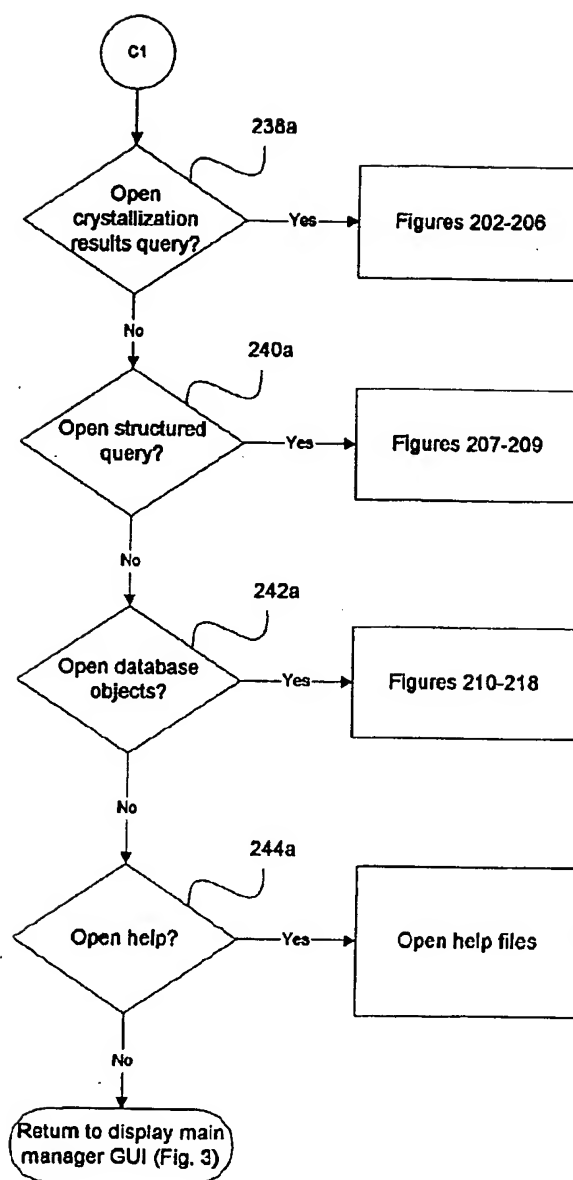 C1
238a
Open
crystallization
results query?
Yes
Figures 202-206
No
240a
Open structured
query?
Yes
Figures 207-209
No
242a
Open database
objects?
Yes
Figures 210-218
No
244a
Open help?
Yes
Open help files
No
Return to display main
manager GUI (Fig. 3)